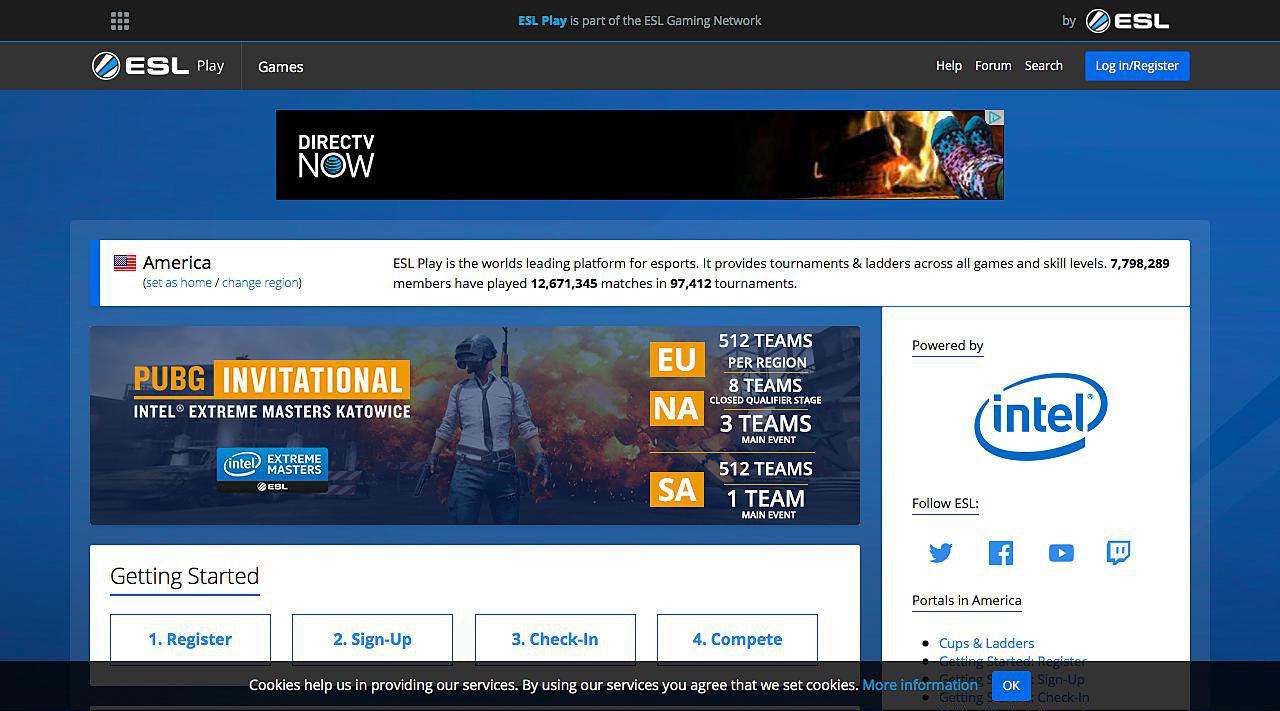 ESL Play is part of the ESL Gaming Network
by ESL
ESL Play
Games
Help Forum Search Log in/Register
DIRECTV
NOW
America
(set as home / change region)
ESL Play is the worlds leading platform for esports. It provides tournaments & ladders across all games and skill levels. 7,798,289
members have played 12,671,345 matches in 97,412 tournaments.
PUBG INVITATIONAL
INTEL® EXTREME MASTERS KATOWICE
intel EXTREME
MASTERS
ESL
EU
NA
512 TEAMS
PER REGION
8 TEAMS
CLOSED QUALIFIER STAGE
3 TEAMS
MAIN EVENT
SA
512 TEAMS
1 TEAM
MAIN EVENT
Powered by
intel®
Follow ESL:
Portals in America
Cups & Ladders
Getting Started: Register
Getting Started: Sign-Up
Getting Started: Check-In
Getting Started
1. Register
2. Sign-Up
3. Check-In
4. Compete
Cookies help us in providing our services. By using our services you agree that we set cookies. More information OK